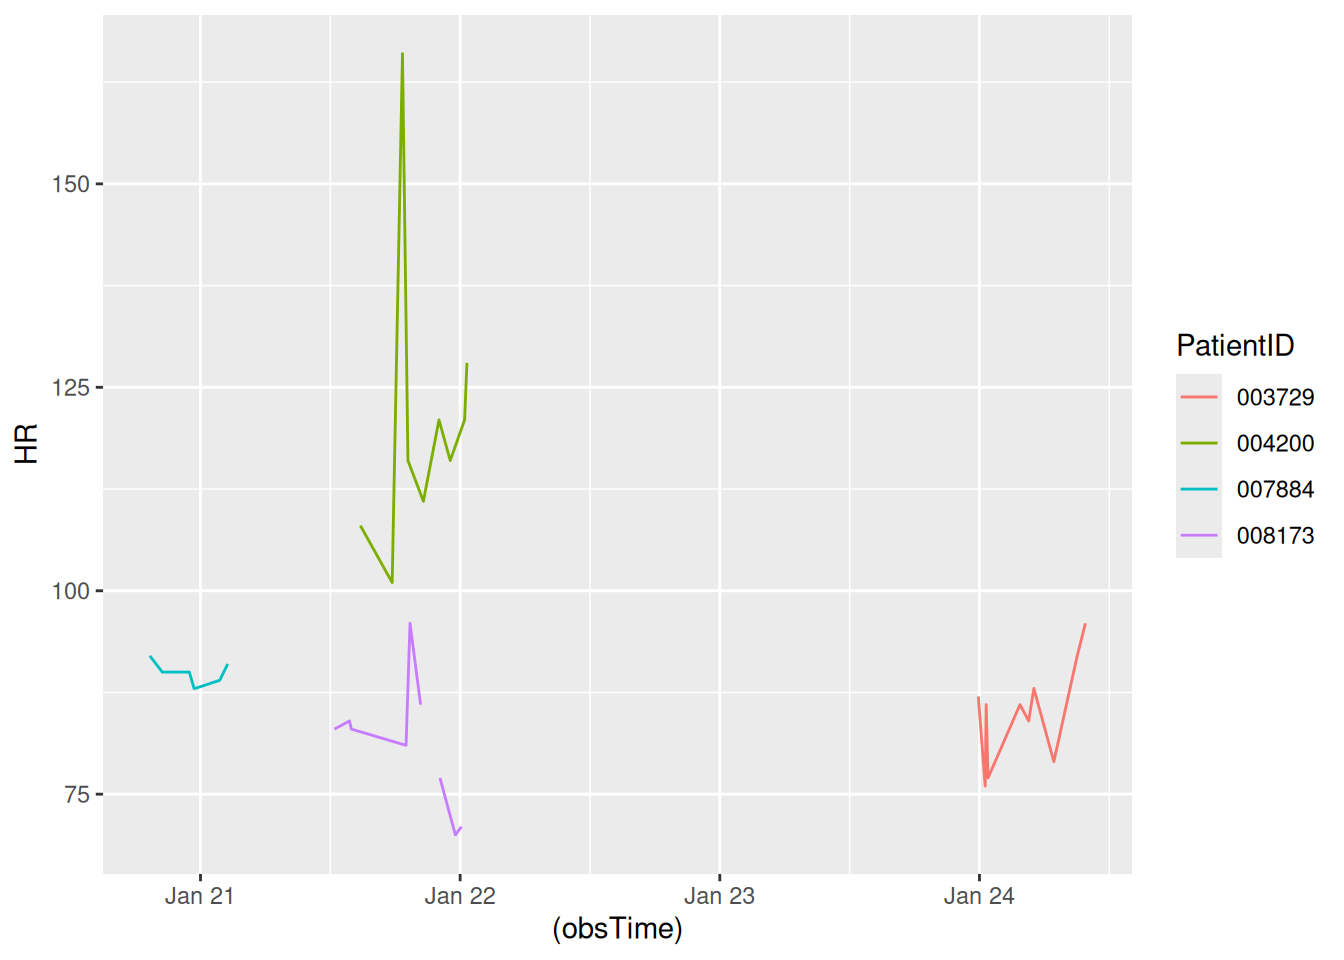 150
125
100
75
HR
Jan 21
Jan 22
Jan 23
Jan 24
(obsTime)
PatientID
003729
004200
007884
008173